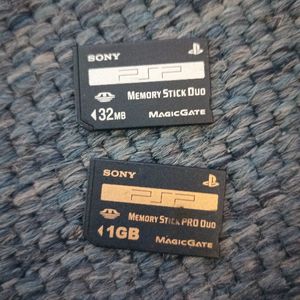 SONY
PSP
MEMORY STICK DUO
32MB
MAGICGATE
SONY
PSP
MEMORY STICK PRO DUO
1GB
MAGICGATE